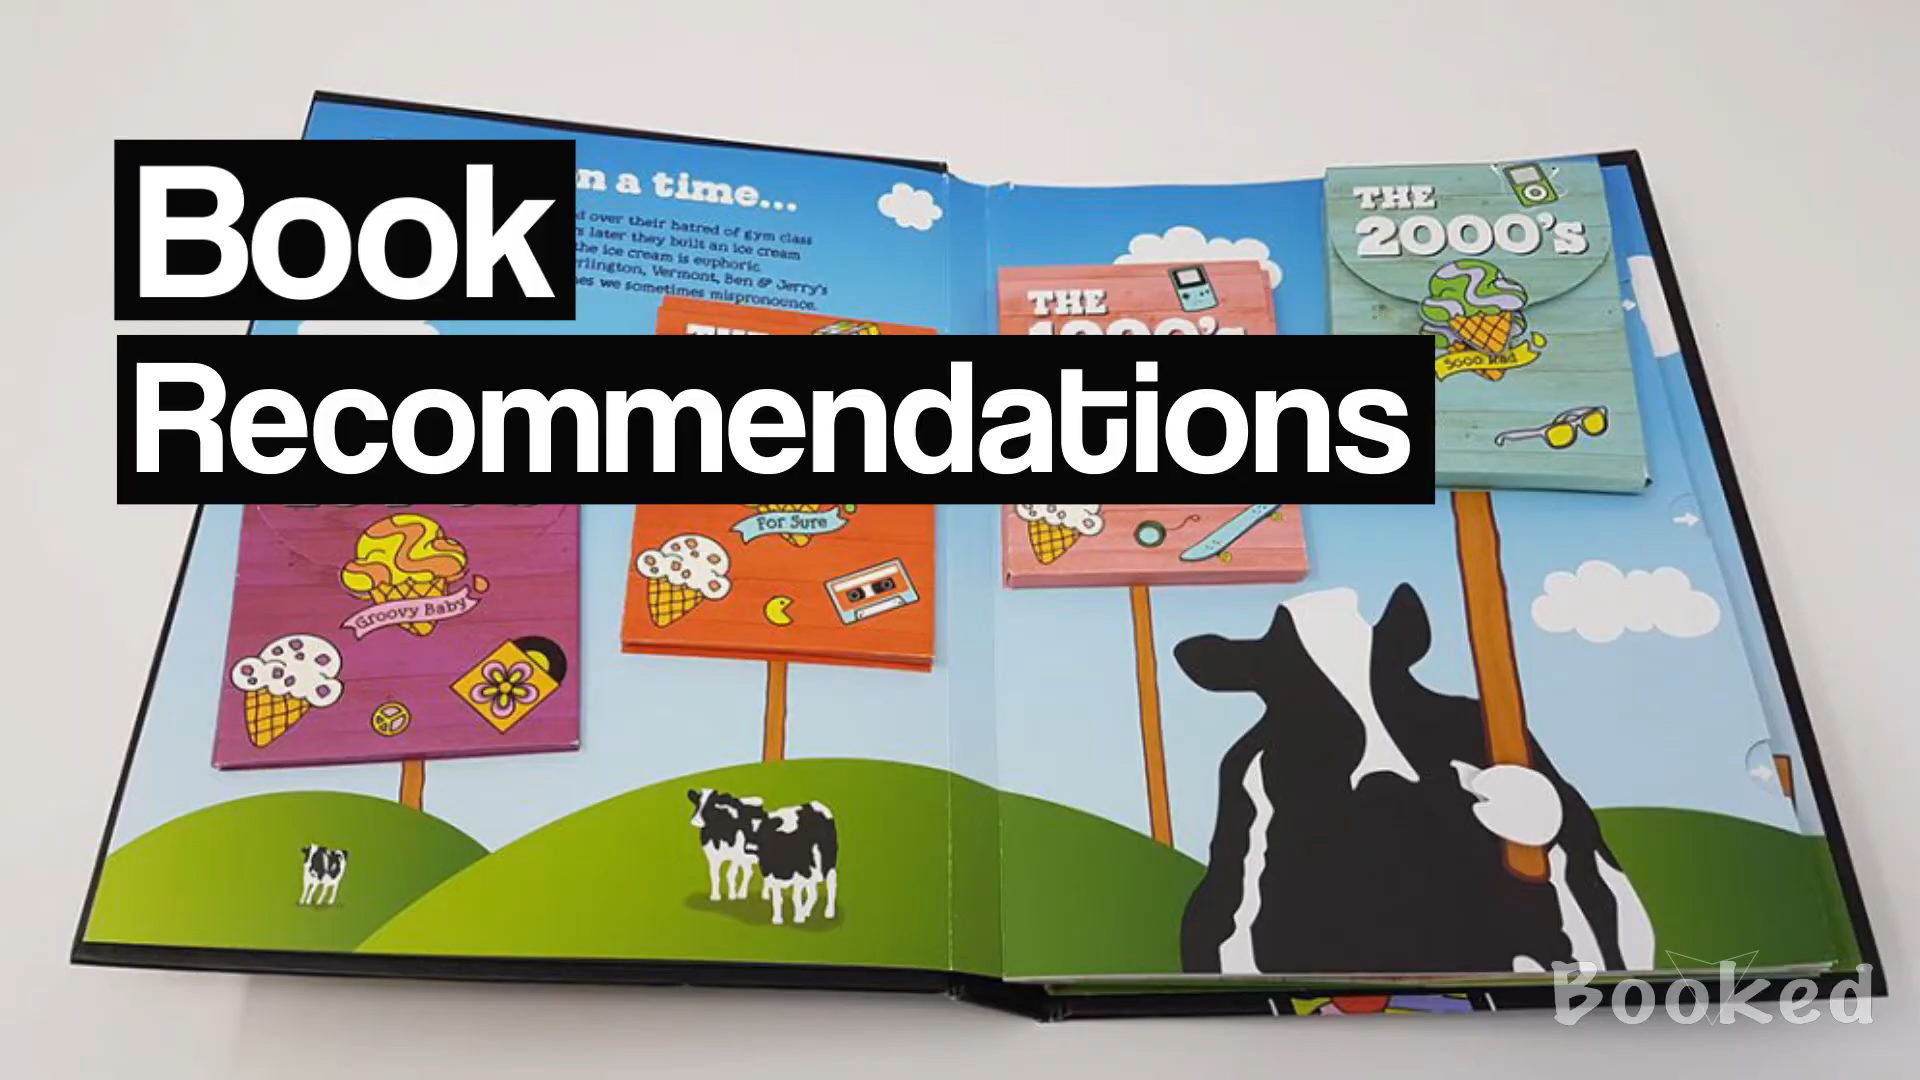 Book
Recommendations
n a time...
d over their hatred of gym class
s later they built an ice cream
the ice cream is euphoric.
rlington, Vermont, Ben & Jerry's
es we sometimes mispronounce.
THE
2000's
Sooo Rad
THE
For Sure
Groovy Baby
Booked